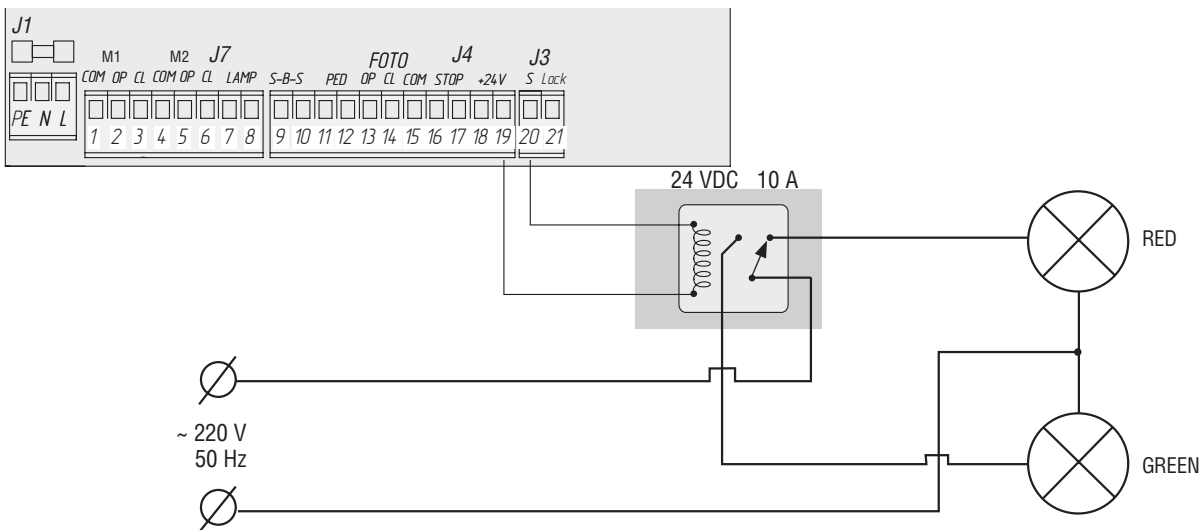 J1
M1 M2 J7 FOTO J4 J3
COM OP CL COM OP CL LAMP S-B-S PED OP CL COM STOP +24V S Lock
PE N L
1 2 3 4 5 6 7 8 9 10 11 12 13 14 15 16 17 18 19 20 21
24 VDC 10 A
RED
~ 220 V
50 Hz
GREEN